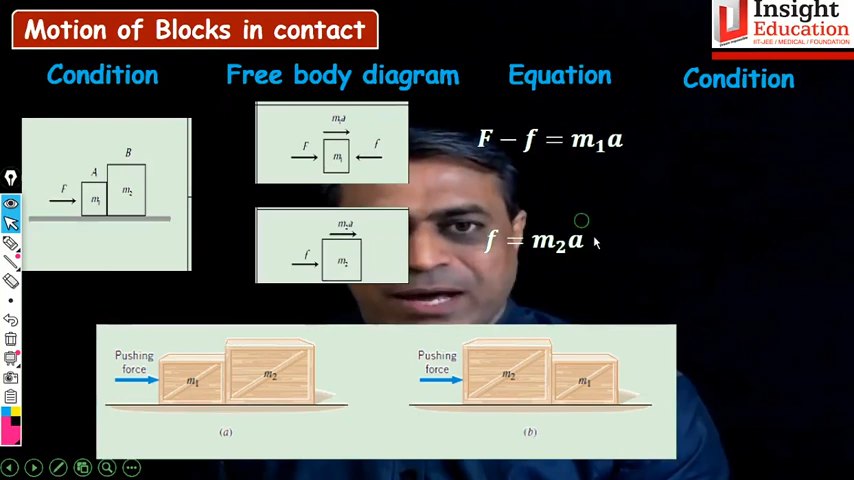 Motion of Blocks in contact
Insight
Education
IIT-JEE / MEDICAL / FOUNDATION
Condition
Free body diagram
Equation
Condition
F
A
m₁
B
m₂
m₁a
F
m₁
f
F − f = m₁a
m₂a
f
m₂
f = m₂a
Pushing
force
m₁
m₂
(a)
Pushing
force
m₂
m₁
(b)